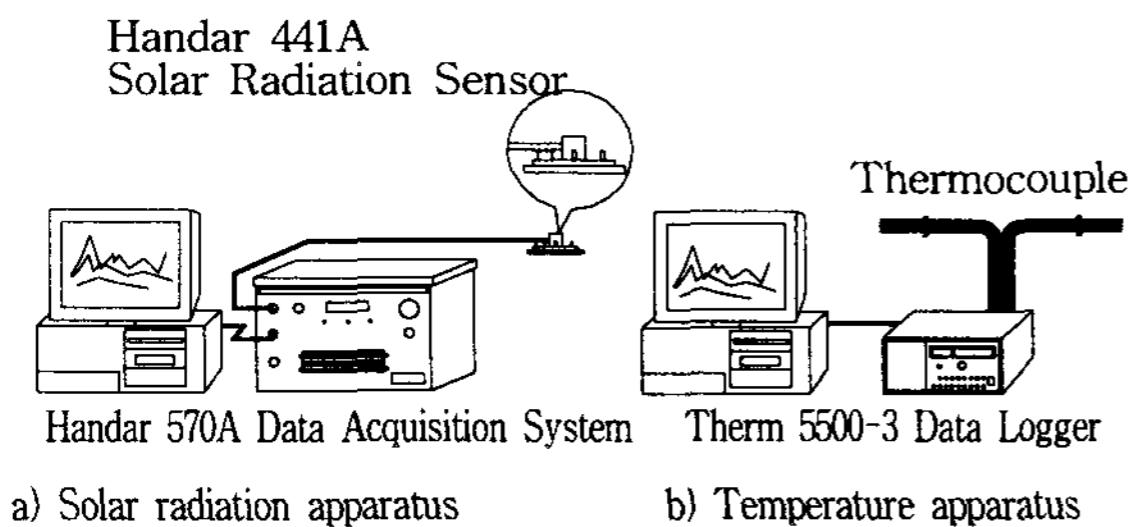 Handar 441A
Solar Radiation Sensor
Thermocouple
Handar 570A Data Acquisition System
Therm 5500-3 Data Logger
a) Solar radiation apparatus
b) Temperature apparatus